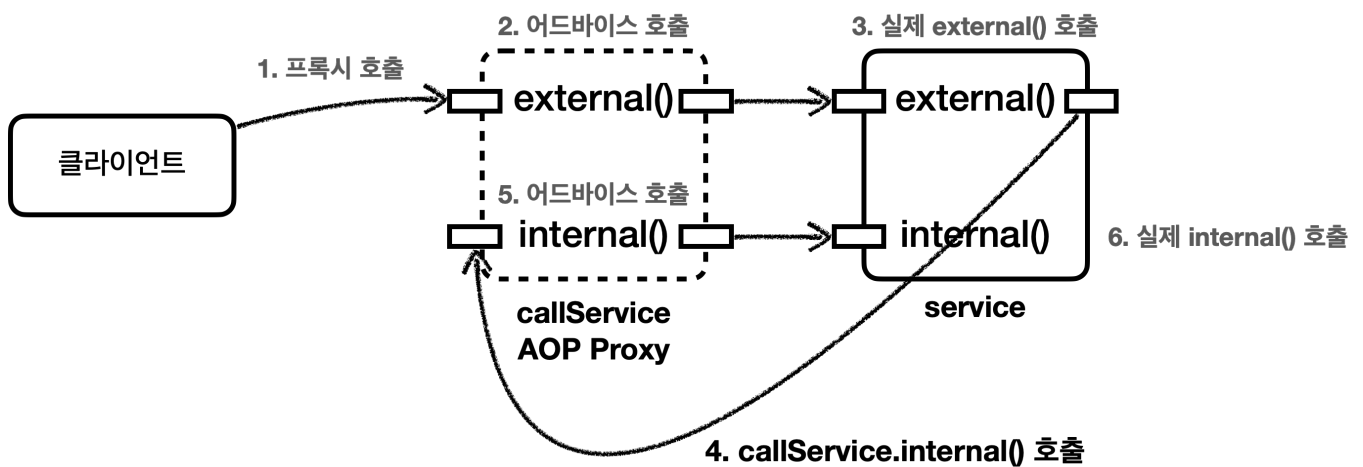 2. 어드바이스 호출
3. 실제 external() 호출
1. 프록시 호출
external()
external()
클라이언트
5. 어드바이스 호출
internal()
internal()
6. 실제 internal() 호출
callService
AOP Proxy
service
4. callService.internal() 호출